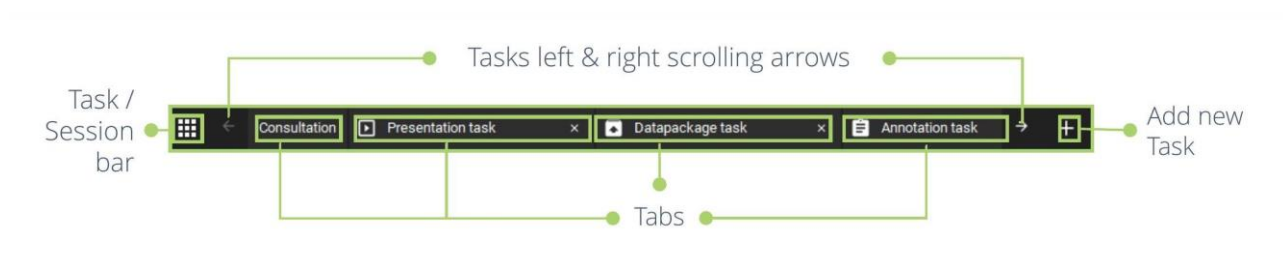 Tasks left & right scrolling arrows
Task /
Session
bar
Consultation
Presentation task
Datapackage task
Annotation task
Add new
Task
Tabs